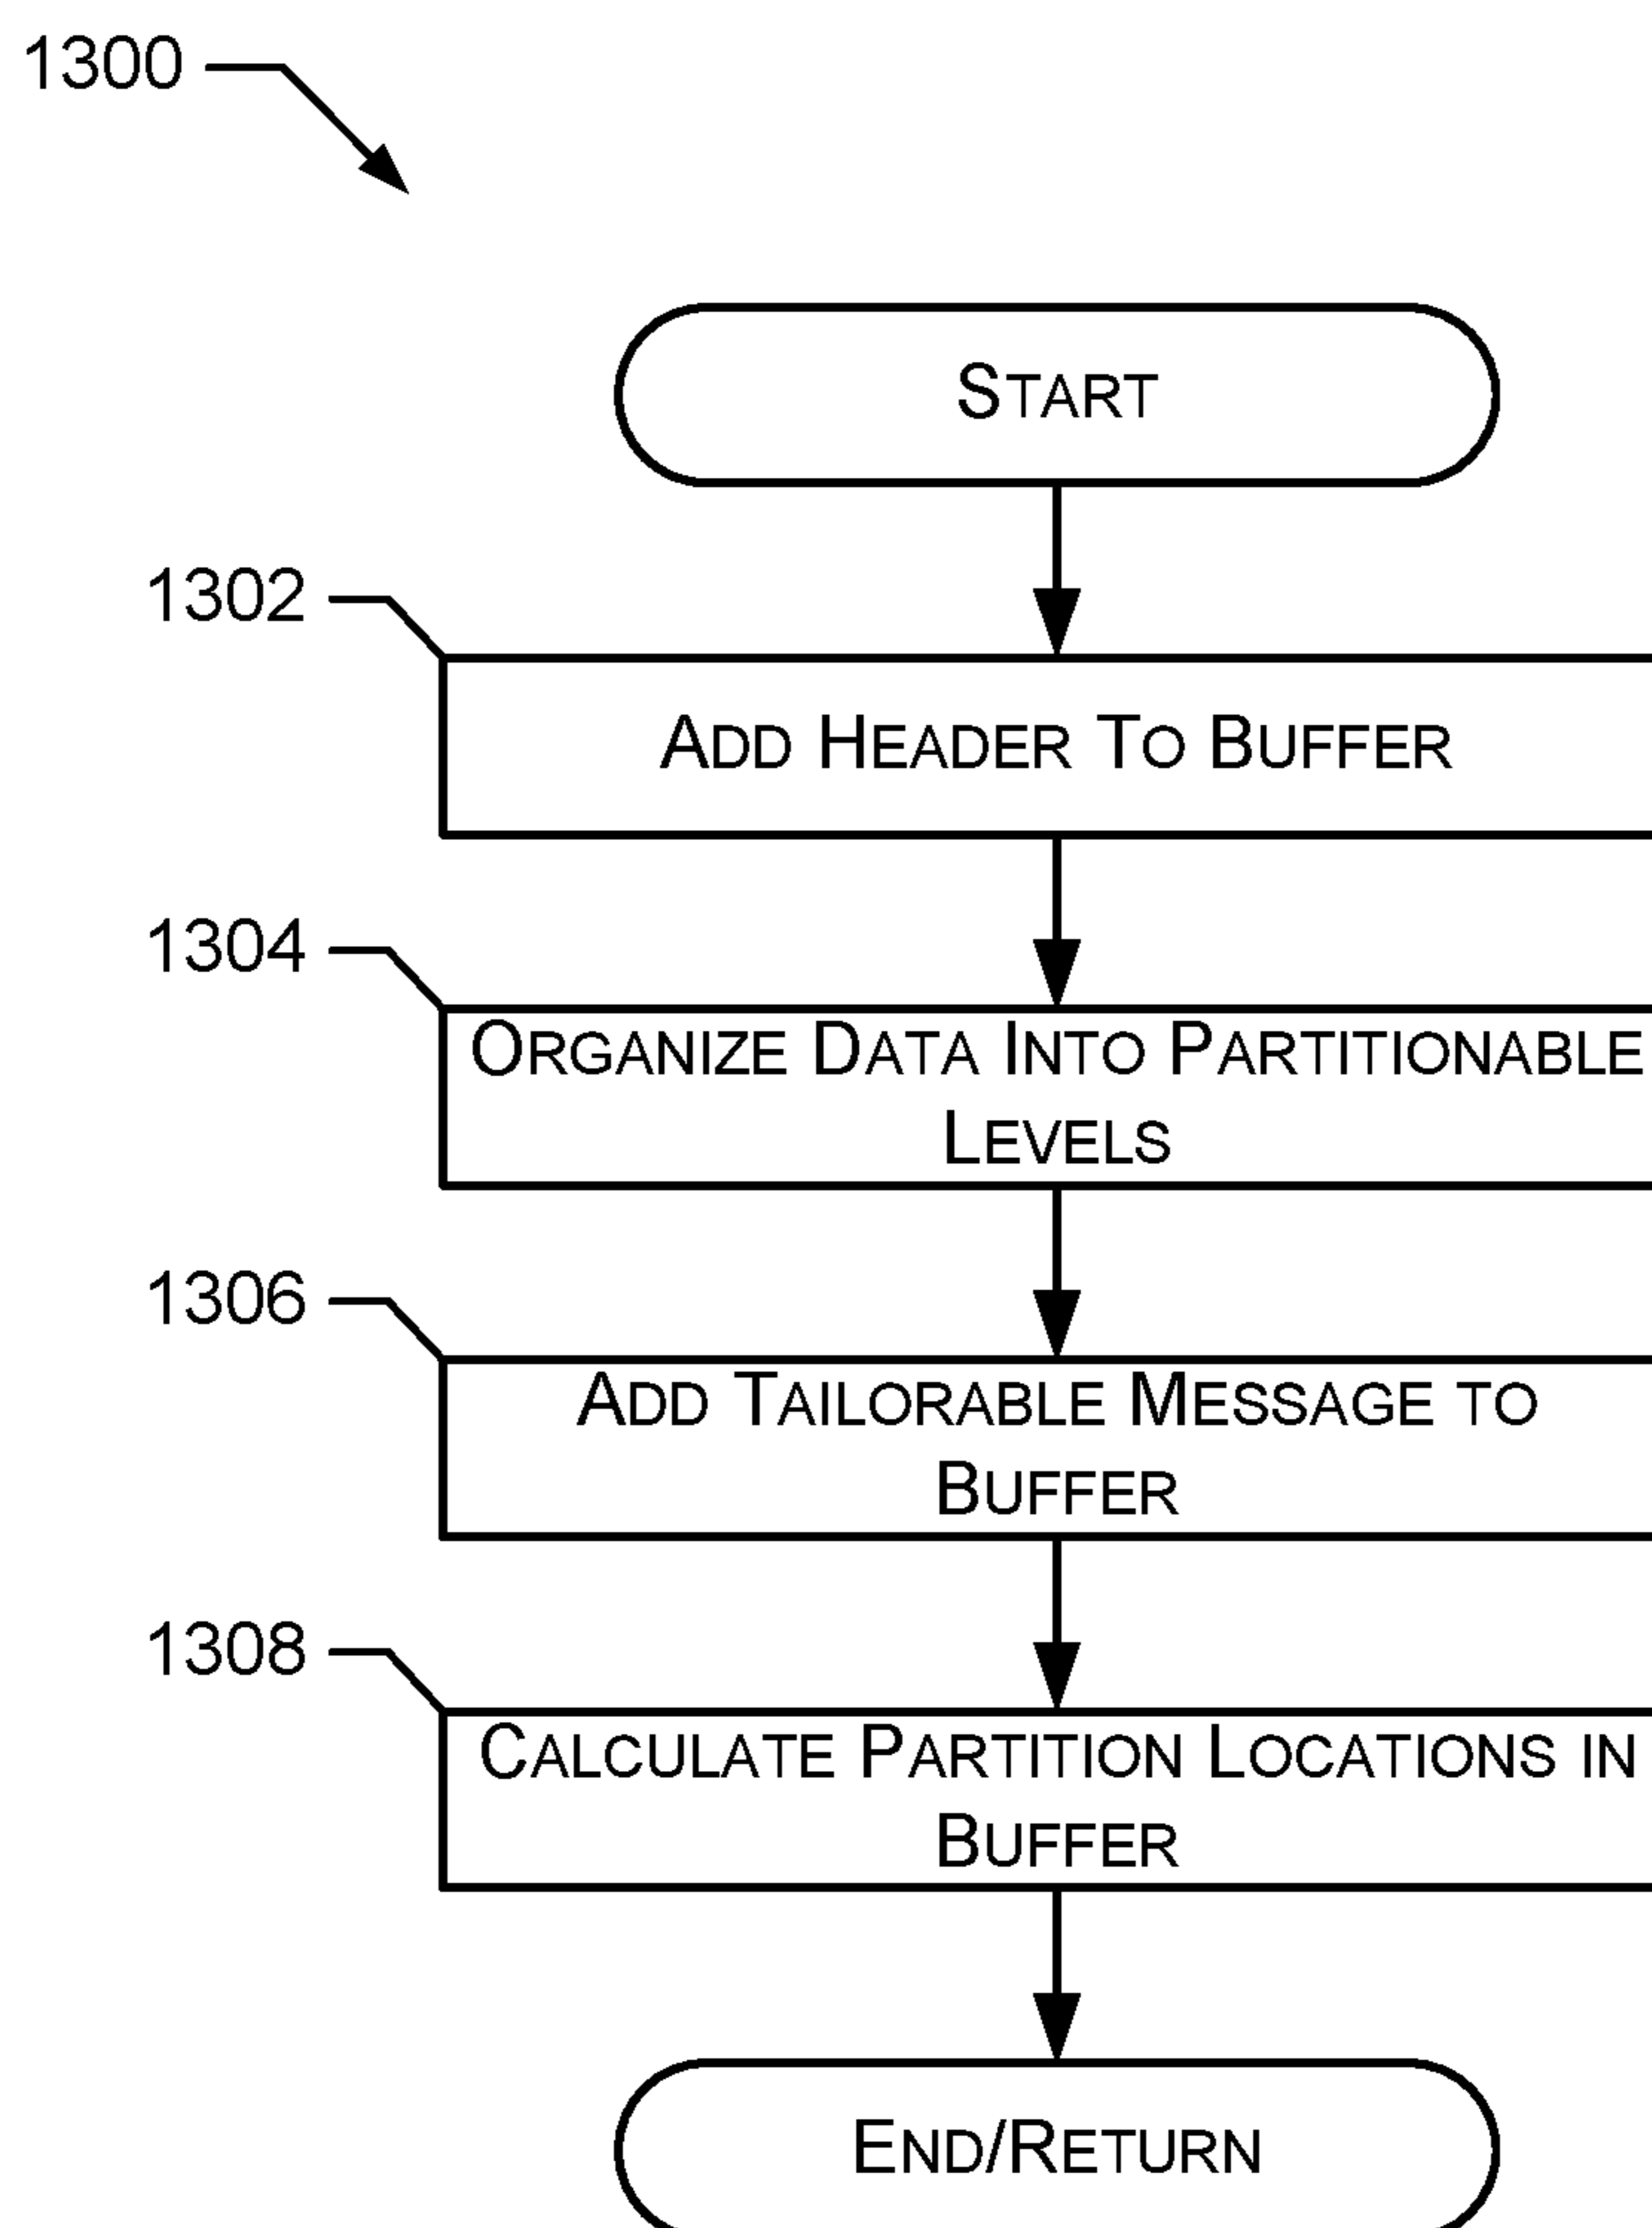 1300
START
1302
ADD HEADER TO BUFFER
1304
ORGANIZE DATA INTO PARTITIONABLE
LEVELS
1306
ADD TAILORABLE MESSAGE TO
BUFFER
1308
CALCULATE PARTITION LOCATIONS IN
BUFFER
END/RETURN